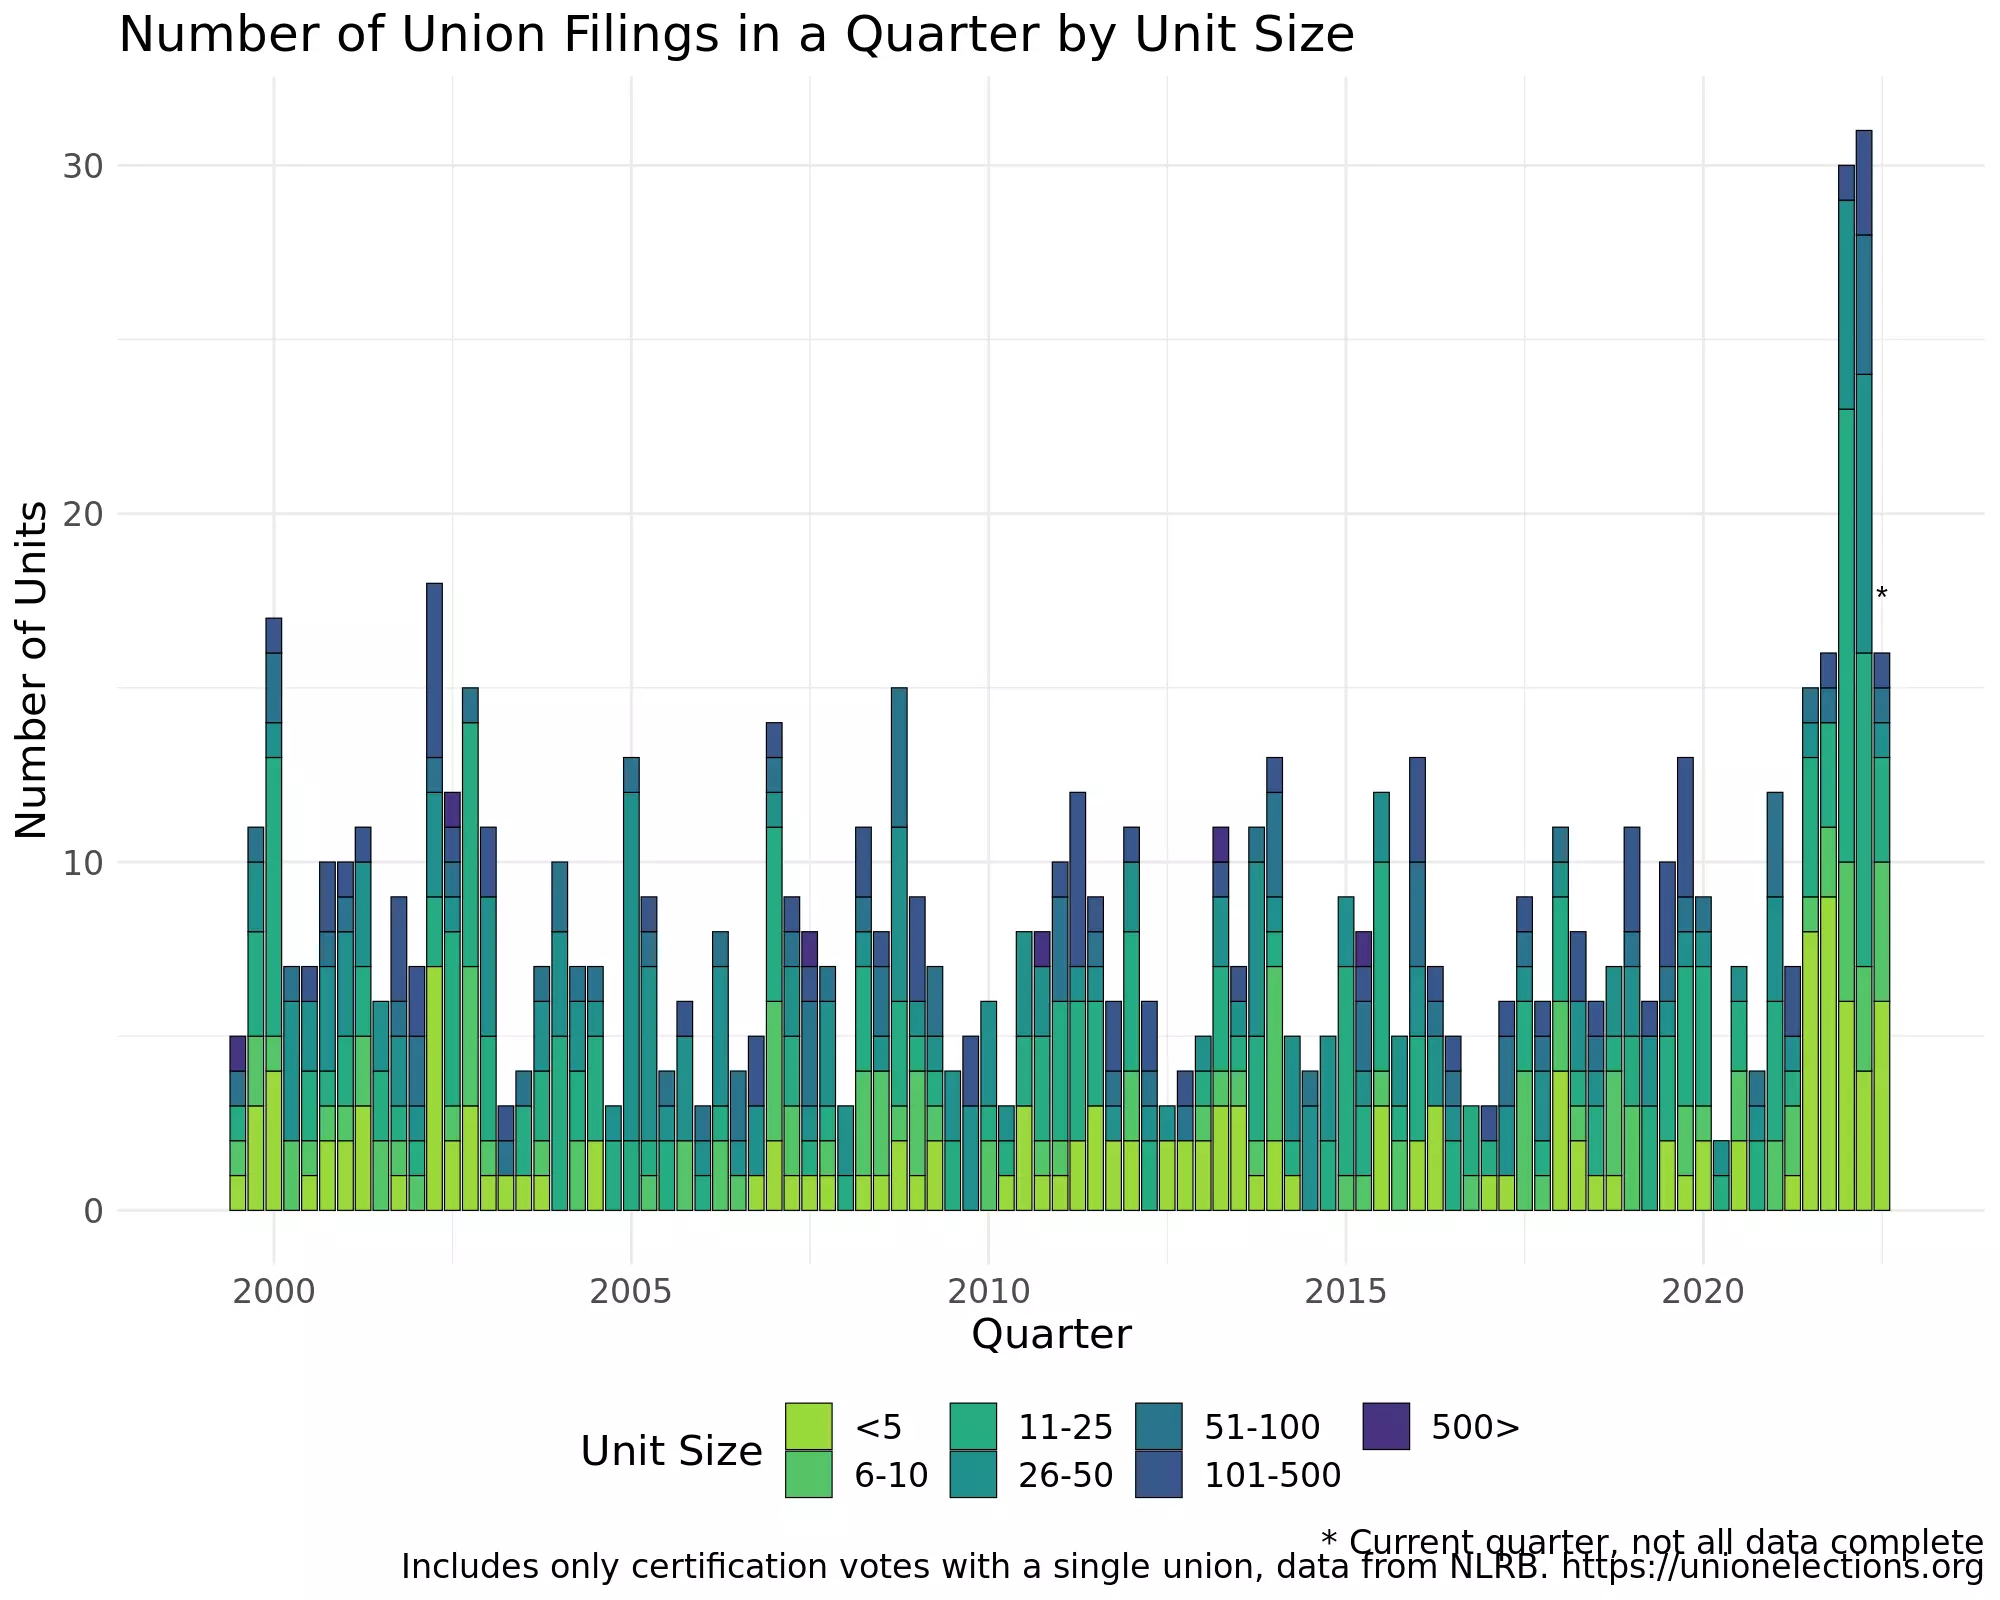 Number of Union Filings in a Quarter by Unit Size
Number of Units
30
20
10
0
*
2000 2005 2010 2015 2020
Quarter
Unit Size
<5 11-25 51-100 500>
6-10 26-50 101-500
* Current quarter, not all data complete
Includes only certification votes with a single union, data from NLRB. https://unionelections.org